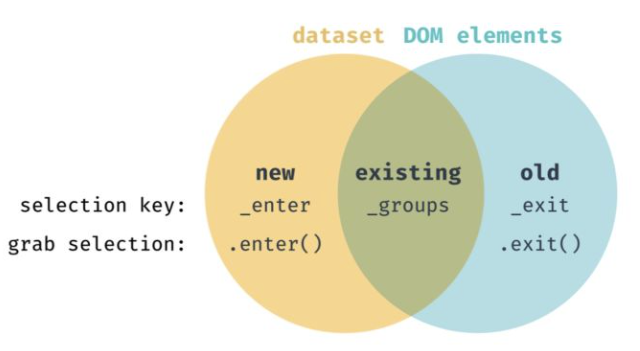 dataset DOM elements
new existing old
selection key: _enter _groups _exit
grab selection: .enter() .exit()